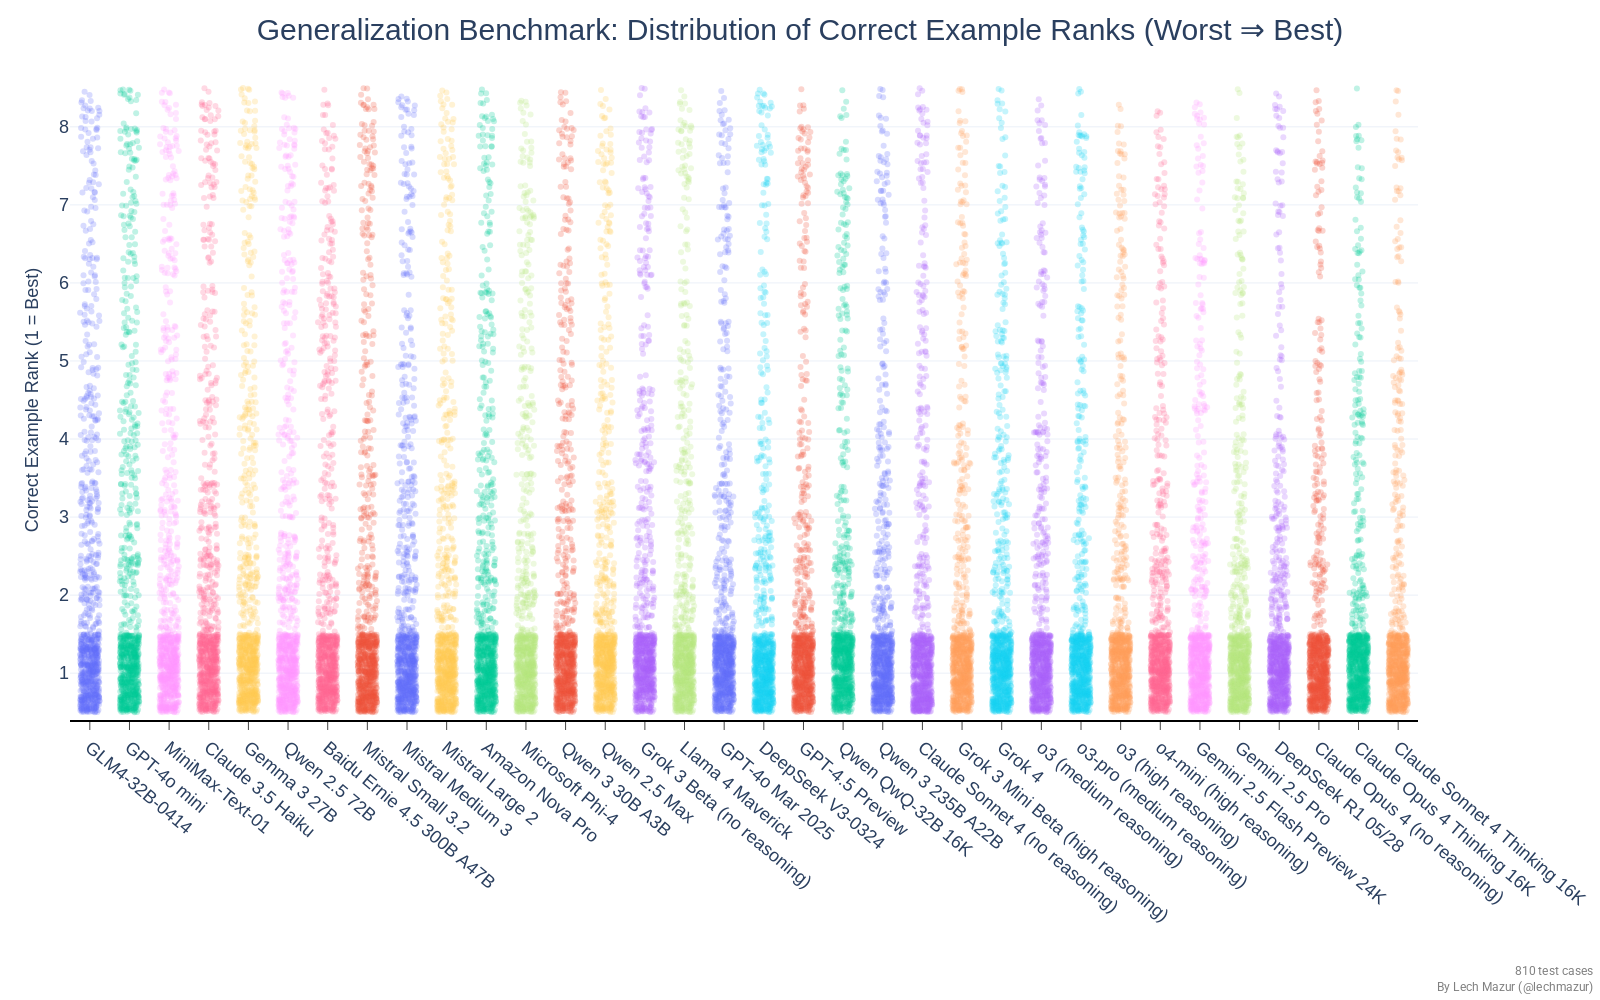 Generalization Benchmark: Distribution of Correct Example Ranks (Worst ⇒ Best)
Correct Example Rank (1 = Best)
8
7
6
5
4
3
2
1
GLM4-32B-0414
GPT-4o mini
MiniMax-Text-01
Claude 3.5 Haiku
Gemma 3 27B
Qwen 2.5 72B
Baidu Ernie 4.5 300B A47B
Mistral Small 3.2
Mistral Medium 3
Mistral Large 2
Amazon Nova Pro
Microsoft Phi-4
Qwen 3 30B A3B
Qwen 2.5 Max
Grok 3 Beta (no reasoning)
Llama 4 Maverick
GPT-4o Mar 2025
DeepSeek V3-0324
GPT-4.5 Preview
Qwen QwQ-32B 16K
Qwen 3 235B A22B
Claude Sonnet 4 (no reasoning)
Grok 3 Mini Beta (high reasoning)
Grok 4
o3 (medium reasoning)
o3-pro (medium reasoning)
o3 (high reasoning)
o4-mini (high reasoning)
Gemini 2.5 Flash Preview 24K
Gemini 2.5 Pro
DeepSeek R1 05/28
Claude Opus 4 (no reasoning)
Claude Opus 4 Thinking 16K
Claude Sonnet 4 Thinking 16K
810 test cases
By Lech Mazur (@lechmazur)